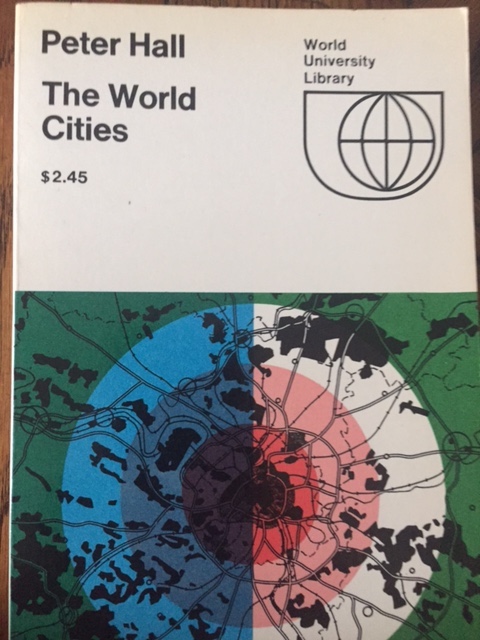 Peter Hall
The World
Cities
$2.45
World
University
Library